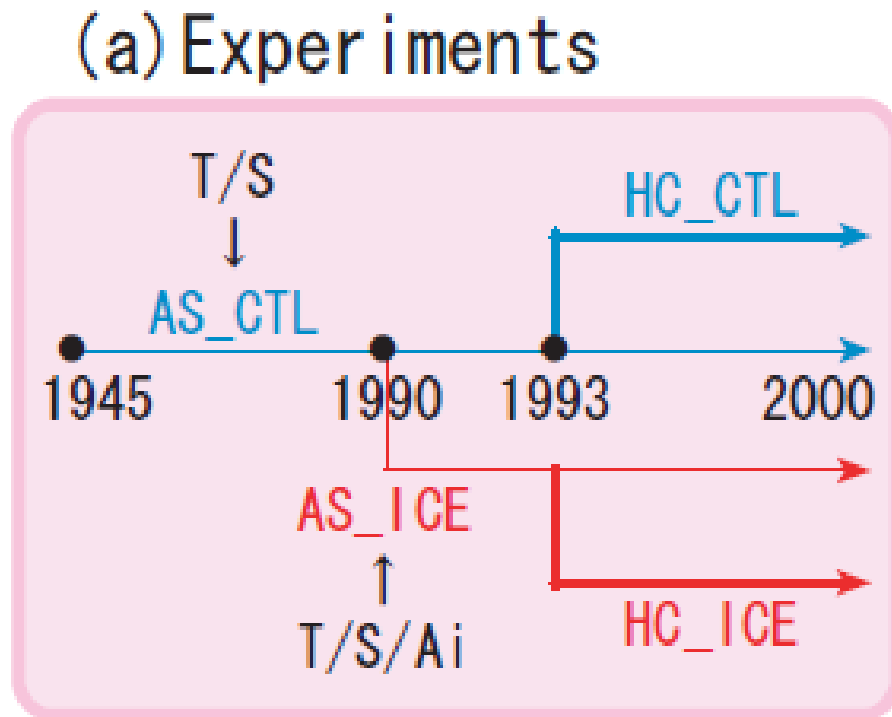 (a)Experiments
T/S
↓
HC_CTL
AS_CTL
1945 1990 1993 2000
AS_ICE
↑
T/S/Ai
HC_ICE